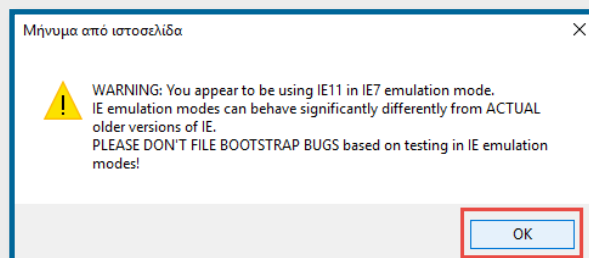 Μήνυμα από ιστοσελίδα
WARNING: You appear to be using IE11 in IE7 emulation mode.
IE emulation modes can behave significantly differently from ACTUAL
older versions of IE.
PLEASE DON'T FILE BOOTSTRAP BUGS based on testing in IE emulation
modes!
OK